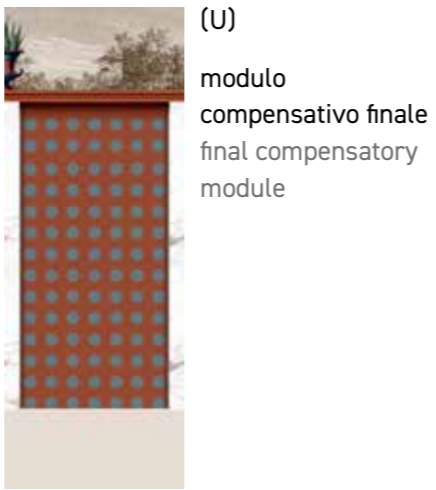 (U)
modulo
compensativo finale
final compensatory
module